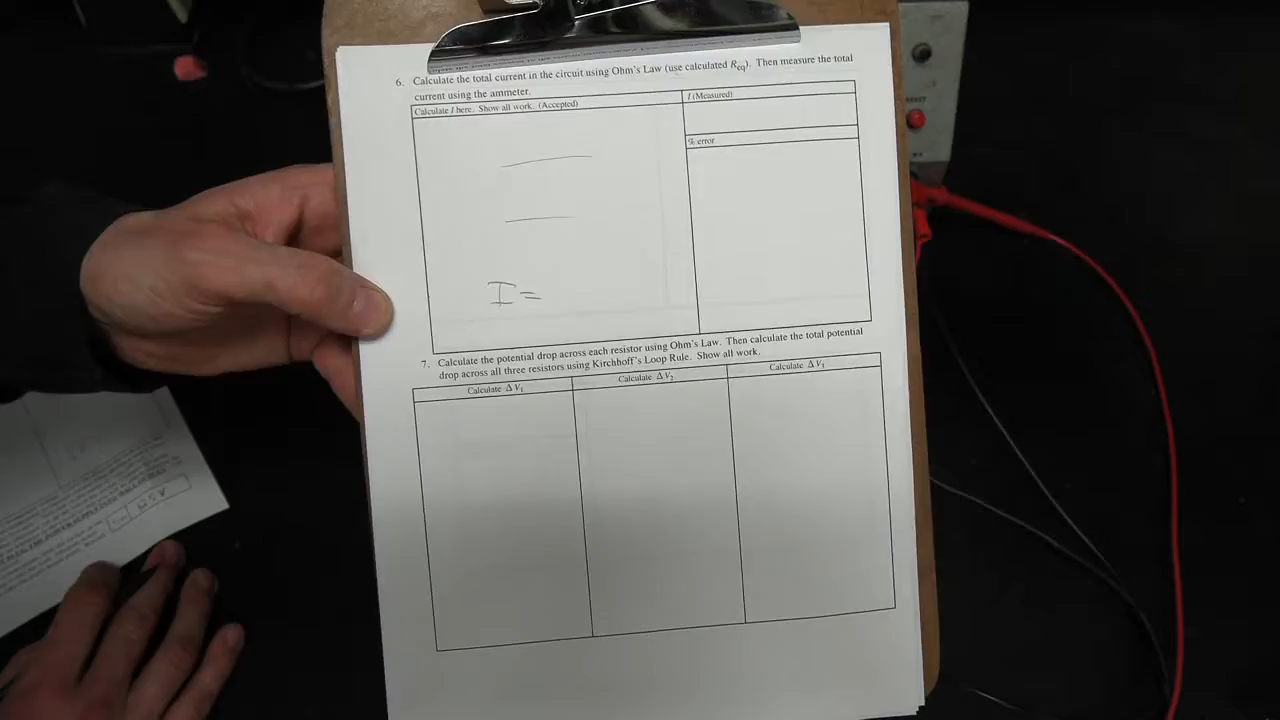 6. Calculate the total current in the circuit using Ohm's Law (use calculated Req). Then measure the total
current using the ammeter.
Calculate I here. Show all work. (Accepted)
I (Measured)
% error
I =
7. Calculate the potential drop across each resistor using Ohm's Law. Then calculate the total potential
drop across all three resistors using Kirchhoff's Loop Rule. Show all work.
Calculate ΔV1
Calculate ΔV2
Calculate ΔV3